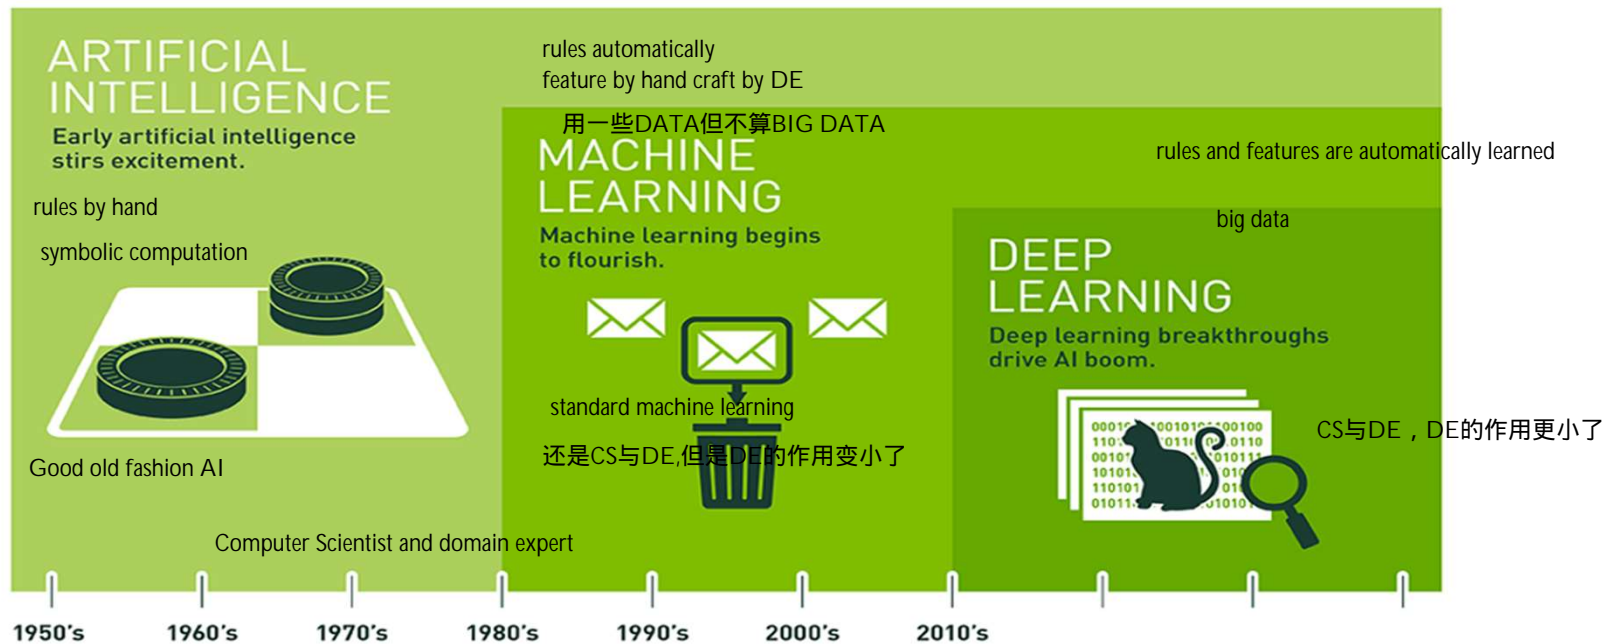 ARTIFICIAL
INTELLIGENCE
Early artificial intelligence
stirs excitement.
rules by hand
symbolic computation
Good old fashion AI
Computer Scientist and domain expert
rules automatically
feature by hand craft by DE
用一些DATA但不算BIG DATA
MACHINE
LEARNING
Machine learning begins
to flourish.
standard machine learning
还是CS与DE,但是DE的作用变小了
rules and features are automatically learned
big data
DEEP
LEARNING
Deep learning breakthroughs
drive AI boom.
CS与DE，DE的作用更小了
1950's 1960's 1970's 1980's 1990's 2000's 2010's